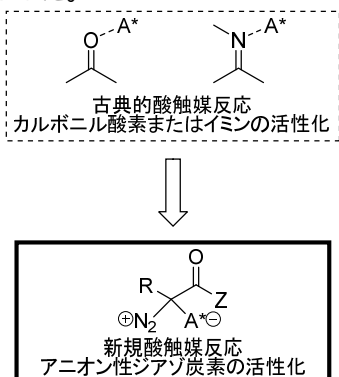 A*
O
A*
N
古典的酸触媒反応
カルボニル酸素またはイミンの活性化
O
R
Z
⊕N2
A*⊖
新規酸触媒反応
アニオン性ジアゾ炭素の活性化